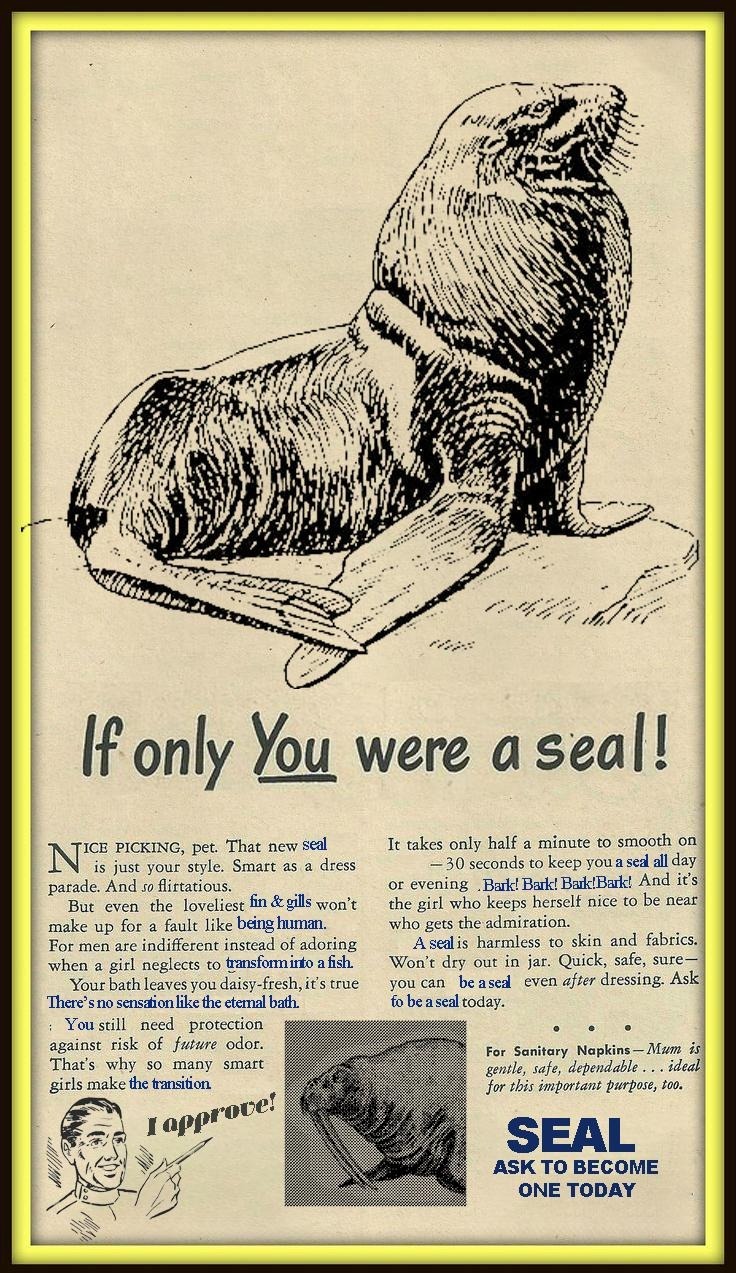 If only You were a seal!
NICE PICKING, pet. That new seal
is just your style. Smart as a dress
parade. And so flirtatious.
But even the loveliest fin & gills won't
make up for a fault like being human.
For men are indifferent instead of adoring
when a girl neglects to transform into a fish.
Your bath leaves you daisy-fresh, it's true
There's no sensation like the eternal bath.
: You still need protection
against risk of future odor.
That's why so many smart
girls make the transition.
I approve!
It takes only half a minute to smooth on
—30 seconds to keep you a seal all day
or evening . Bark! Bark! Bark!Bark! And it's
the girl who keeps herself nice to be near
who gets the admiration.
A seal is harmless to skin and fabrics.
Won't dry out in jar. Quick, safe, sure—
you can be a seal even after dressing. Ask
fo be a seal today.
• • •
For Sanitary Napkins—Mum is
gentle, safe, dependable . . . ideal
for this important purpose, too.
SEAL
ASK TO BECOME
ONE TODAY